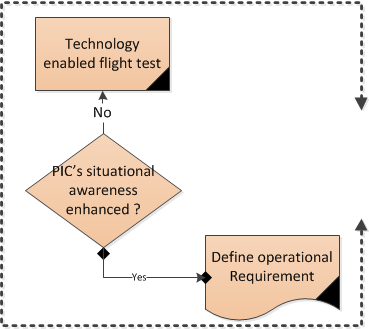 Technology
enabled flight test
No
PIC's situational
awareness
enhanced ?
Yes
Define operational
Requirement